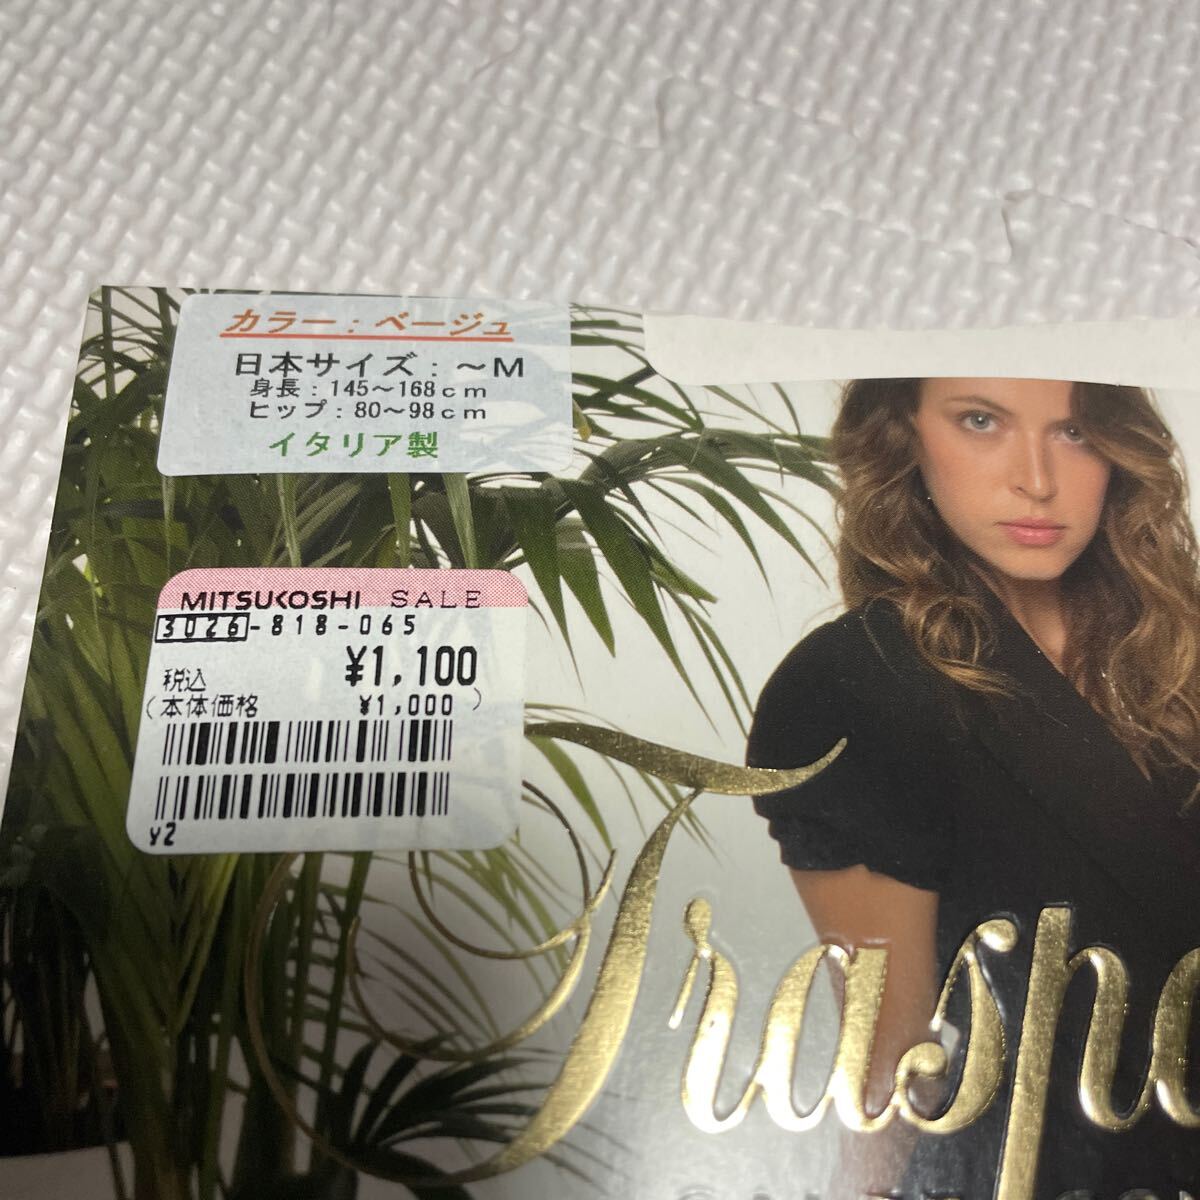 カラー：ベージュ
日本サイズ：～M
身長：145～168cm
ヒップ：80～98cm
イタリア製
MITSUKOSHI SALE
3026-818-065
税込 ¥1,100
(本体価格 ¥1,000)
¥2
Traspa